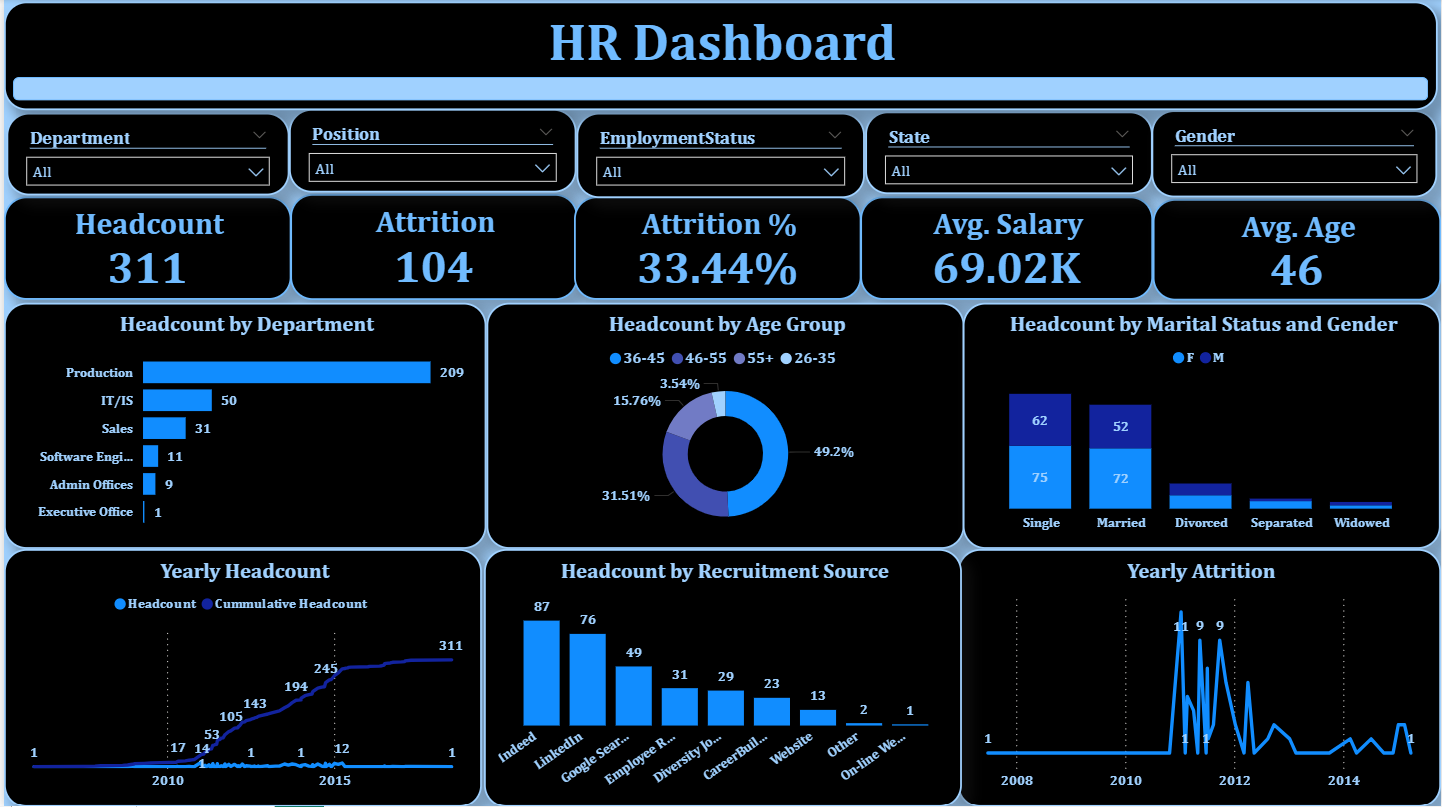 HR Dashboard
Department
All
Position
All
EmploymentStatus
All
State
All
Gender
All
Headcount
311
Attrition
104
Attrition %
33.44%
Avg. Salary
69.02K
Avg. Age
46
Headcount by Department
Production 209
IT/IS 50
Sales 31
Software Engi... 11
Admin Offices 9
Executive Office 1
Headcount by Age Group
36-45 46-55 55+ 26-35
3.54%
15.76%
49.2%
31.51%
Headcount by Marital Status and Gender
F M
62 52
75 72
Single Married Divorced Separated Widowed
Yearly Headcount
Headcount Cummulative Headcount
311
245
194
143
105
53
1 17 14 1 1 12 1
1
2010 2015
Headcount by Recruitment Source
87 76 49 31 29 23 13 2 1
Indeed
LinkedIn
Google Sear...
Employee R...
Diversity Jo...
CareerBuil...
Website
Other
On-line We...
Yearly Attrition
11 9 9
1 1 1 1
2008 2010 2012 2014